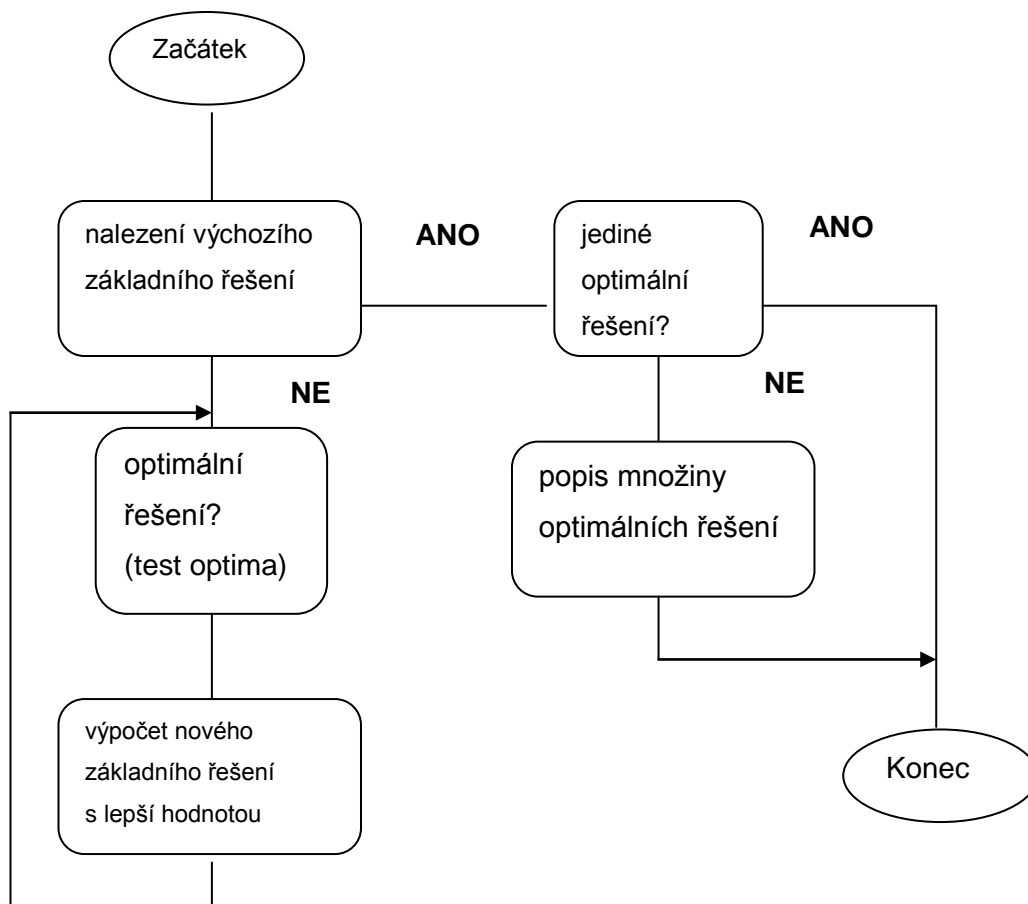 Začátek
nalezení výchozího
základního řešení
ANO
jediné
optimální
řešení?
ANO
NE
NE
optimální
řešení?
(test optima)
popis množiny
optimálních řešení
výpočet nového
základního řešení
s lepší hodnotou
Konec